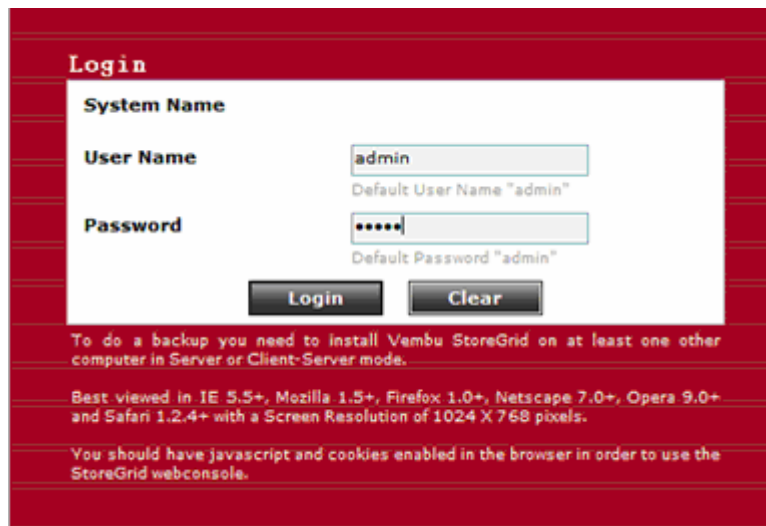 Login
System Name
User Name admin
Default User Name "admin"
Password •••••
Default Password "admin"
Login Clear
To do a backup you need to install Vembu StoreGrid on at least one other
computer in Server or Client-Server mode.
Best viewed in IE 5.5+, Mozilla 1.5+, Firefox 1.0+, Netscape 7.0+, Opera 9.0+
and Safari 1.2.4+ with a Screen Resolution of 1024 X 768 pixels.
You should have javascript and cookies enabled in the browser in order to use the
StoreGrid webconsole.